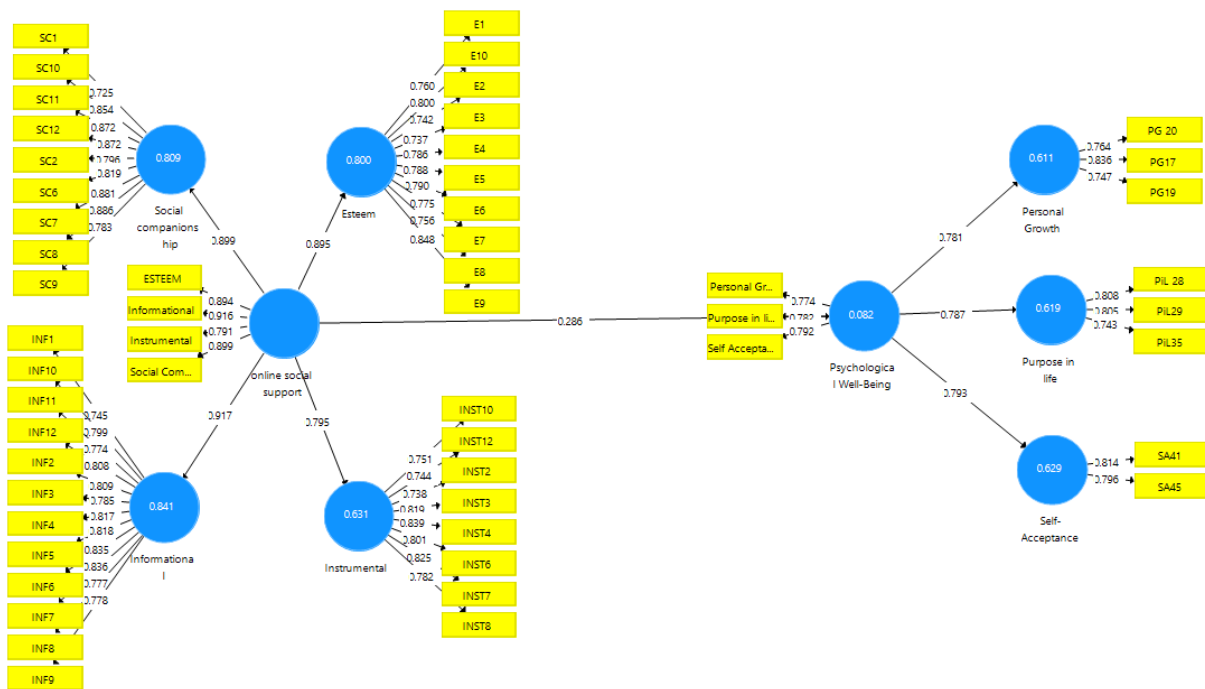 SC1
SC10
SC11
SC12
SC2
SC6
SC7
SC8
SC9
0.725
0.854
0.872
0.872
0.796
0.819
0.881
0.886
0.783
0.809
Social
companions
hip
0.899
E1
E10
E2
E3
E4
E5
E6
E7
E8
E9
0.760
0.800
0.742
0.737
0.786
0.788
0.790
0.775
0.756
0.848
0.800
Esteem
0.895
ESTEEM
Informational
Instrumental
Social Com...
0.894
0.916
0.791
0.899
online social
support
0.286
INF1
INF10
INF11
INF12
INF2
INF3
INF4
INF5
INF6
INF7
INF8
INF9
0.745
0.799
0.774
0.808
0.809
0.785
0.817
0.818
0.835
0.836
0.777
0.778
0.841
Informationa
l
0.917
0.795
0.631
Instrumental
0.751
0.744
0.738
0.819
0.839
0.801
0.825
0.782
INST10
INST12
INST2
INST3
INST4
INST6
INST7
INST8
Personal Gr...
Purpose in li...
Self Accepta...
0.774
0.782
0.792
0.082
Psychologica
l Well-Being
0.781
0.787
0.793
0.611
Personal
Growth
0.764
0.836
0.747
PG 20
PG17
PG19
0.619
Purpose in
life
0.808
0.805
0.743
PiL 28
PiL29
PiL35
0.629
Self-
Acceptance
0.814
0.796
SA41
SA45